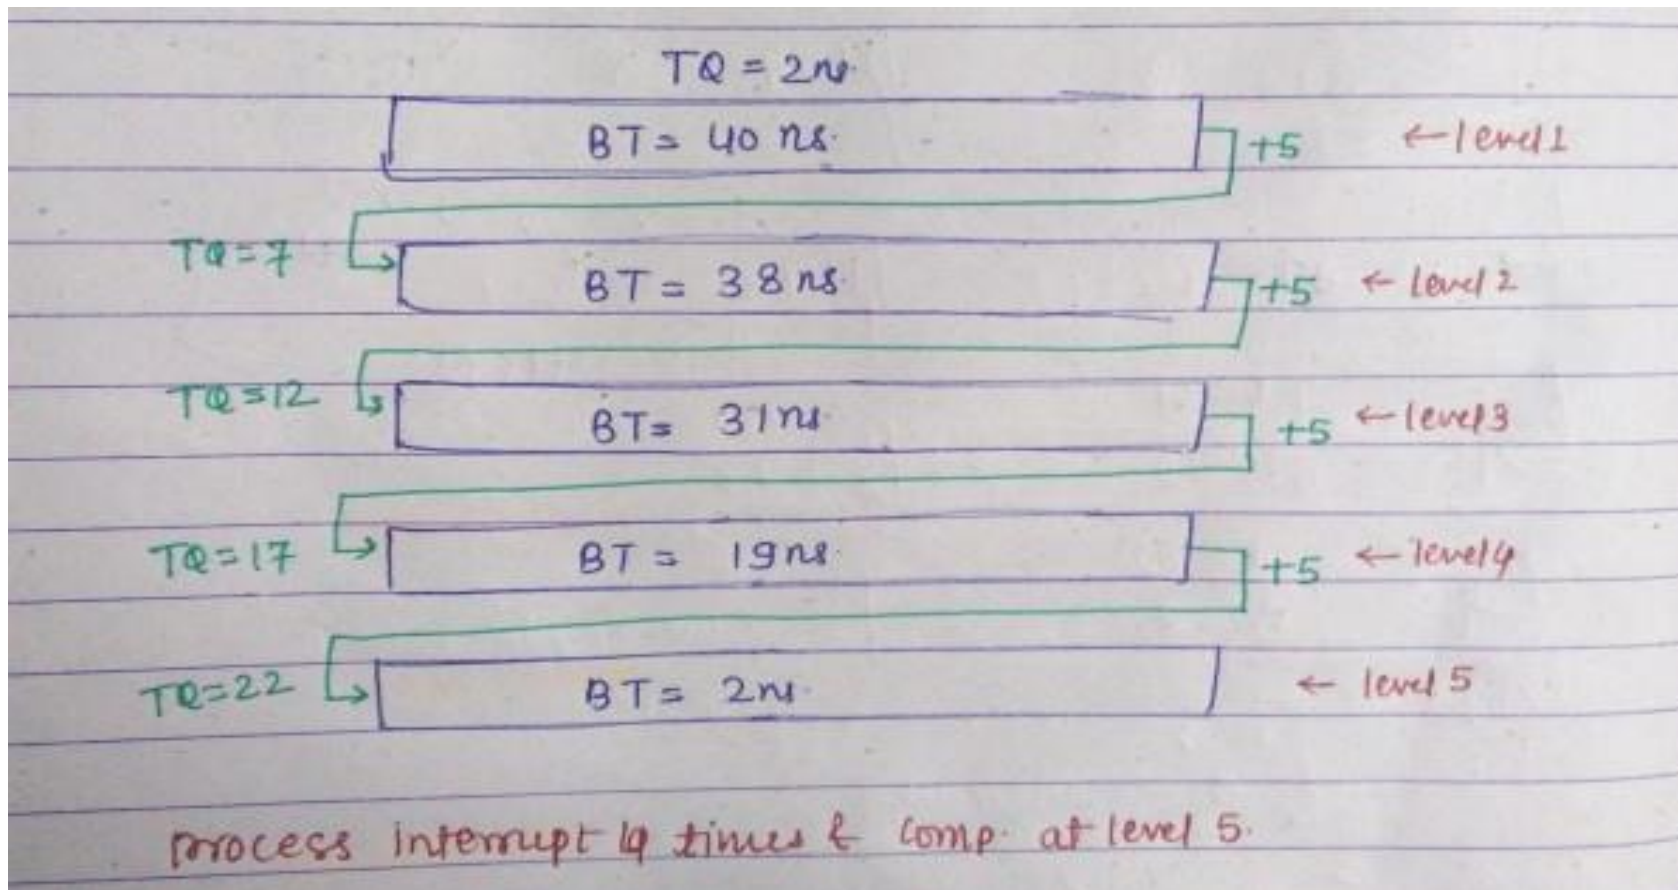 TQ = 2ns.
BT = 40 ns. +5 ← level 1
TQ = 7 BT = 38 ns. +5 ← level 2
TQ = 12 BT = 31 ns. +5 ← level 3
TQ = 17 BT = 19 ns. +5 ← level 4
TQ = 22 BT = 2 ns. ← level 5
process interrupt 4 times & comp. at level 5.